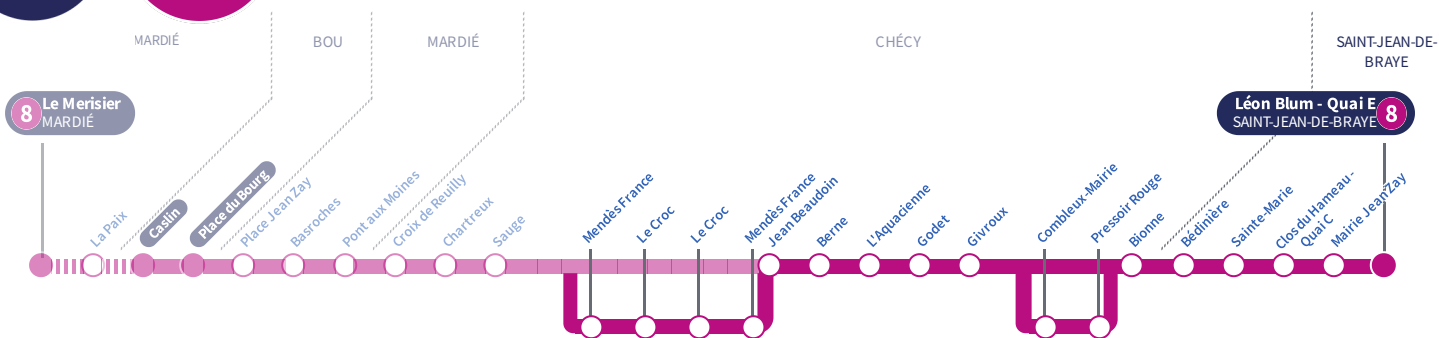 MARDIÉ
BOU
MARDIÉ
CHÉCY
SAINT-JEAN-DE-
BRAYE
8
Le Merisier
MARDIÉ
Léon Blum - Quai E
SAINT-JEAN-DE-BRAYE
8
La Paix
Caslin
Place du Bourg
Place Jean Zay
Basroches
Pont aux Moines
Croix de Reuilly
Chartreux
Sauge
Mendès France
Le Croc
Le Croc
Mendès France
Jean Beaudoin
Berne
L'Aquacienne
Godet
Givroux
Combleux-Mairie
Pressoir Rouge
Bionne
Bédinière
Sainte-Marie
Clos du Hameau-
Quai C
Mairie Jean Zay